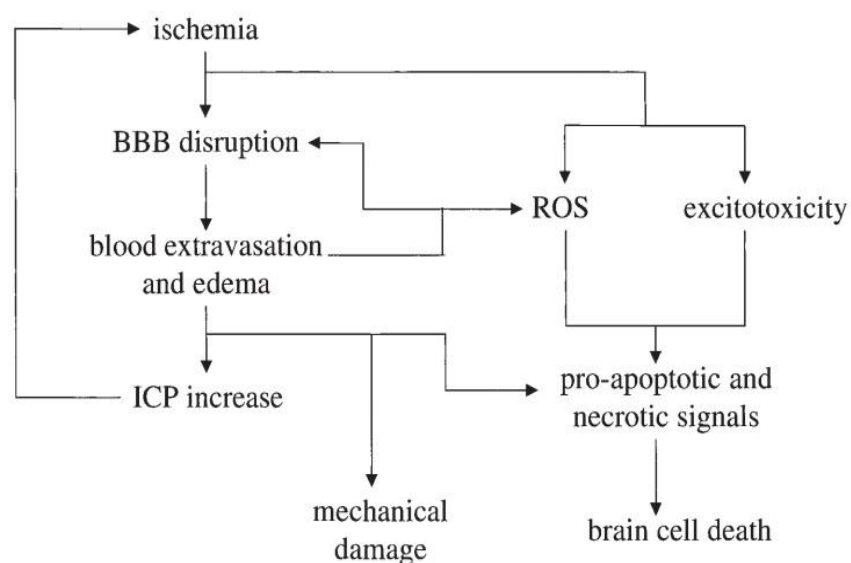 ischemia
BBB disruption
ROS
excitotoxicity
blood extravasation
and edema
ICP increase
pro-apoptotic and
necrotic signals
mechanical
damage
brain cell death